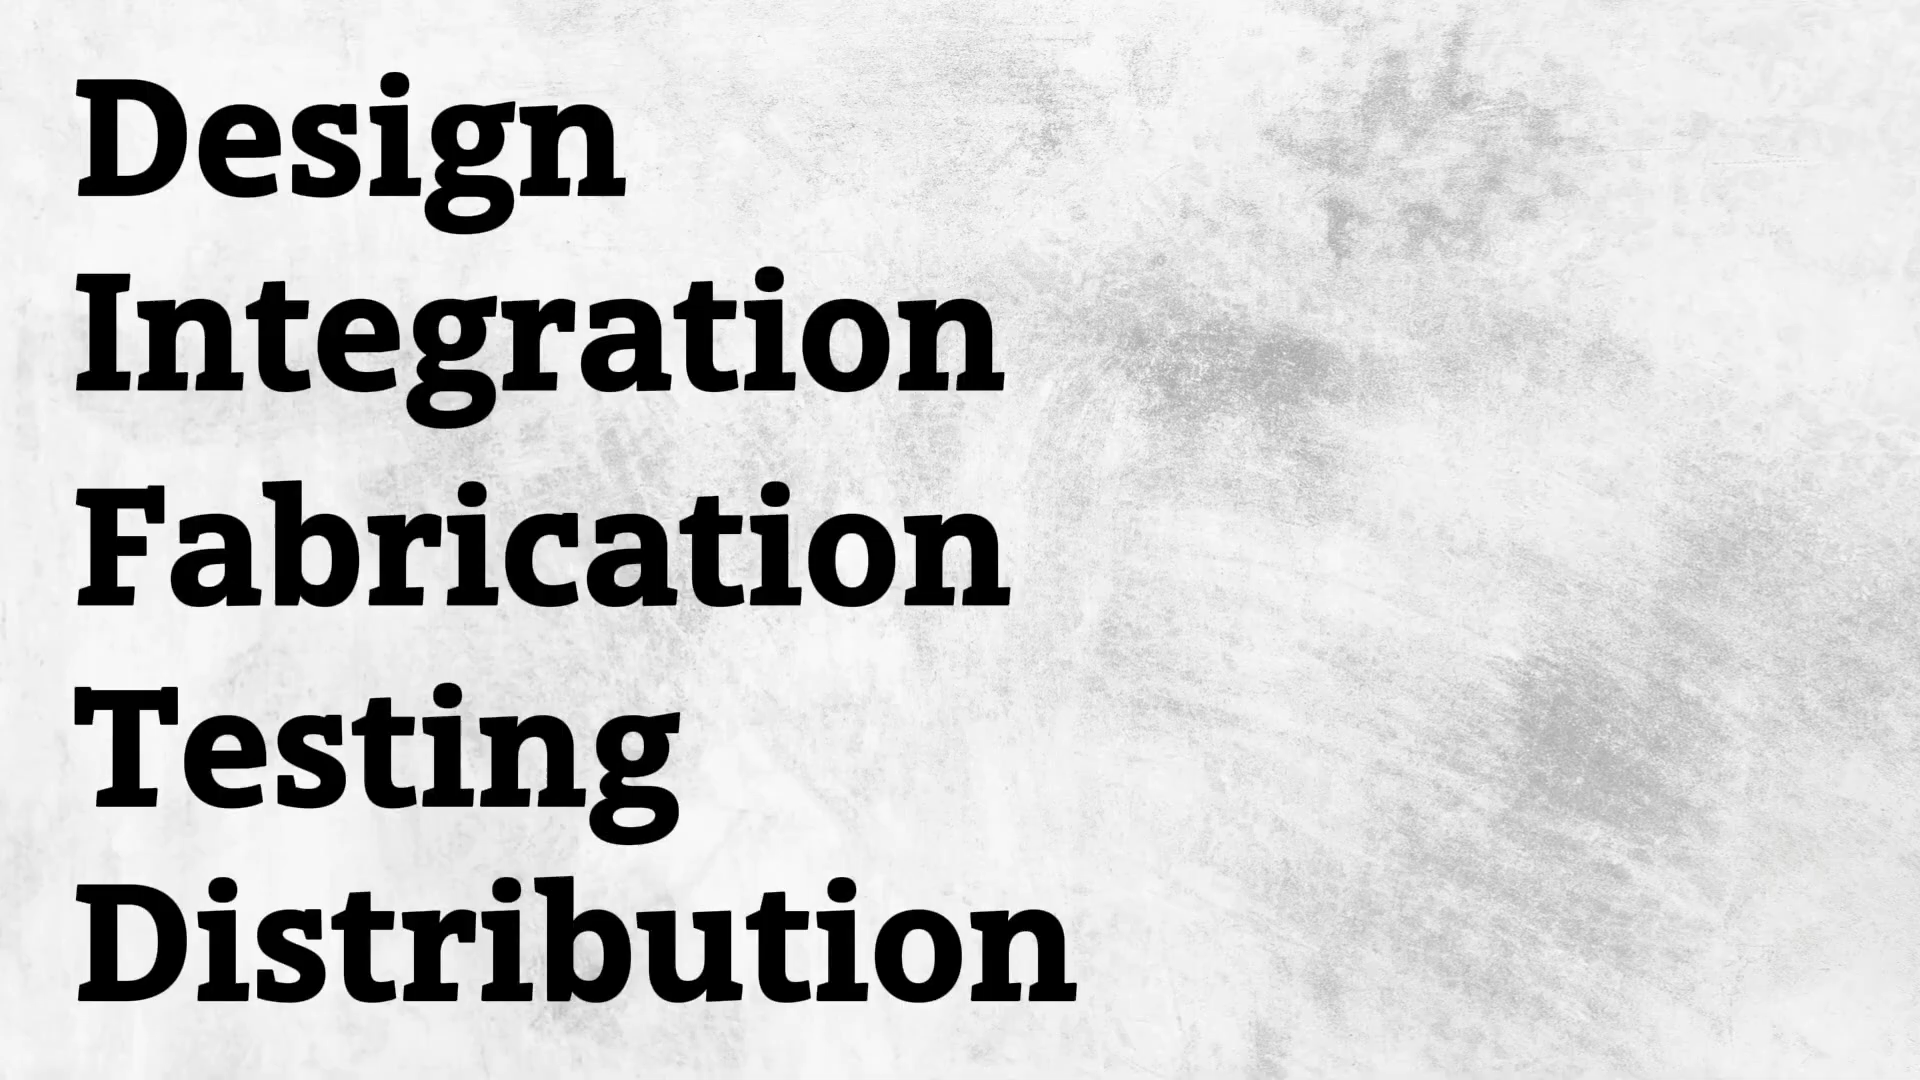 Design
Integration
Fabrication
Testing
Distribution